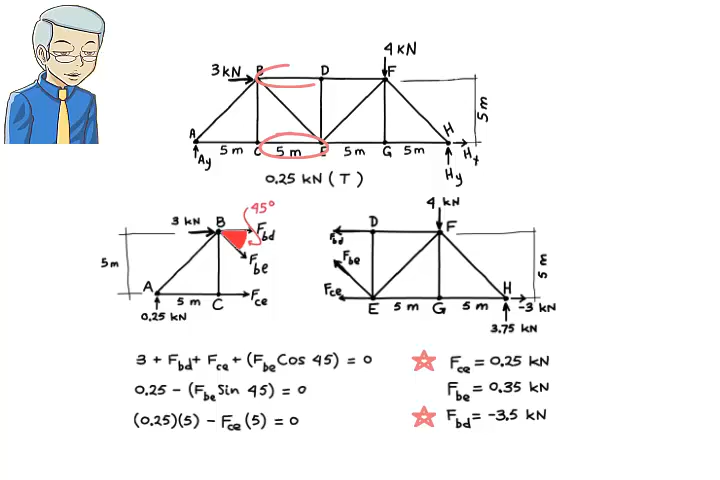 4 kN
3 kN
B
D
F
5 m
A
C
E
G
H
5 m
5 m
5 m
5 m
Ay
Hx
Hy
0.25 kN (T)
45°
3 kN
B
Fbd
Fbe
5m
A
5 m
C
Fce
0.25 kN
4 kN
D
F
Fbd
Fbe
5 m
Fce
H
-3 kN
E
5 m
G
5 m
3.75 kN
3 + Fbd + Fce + (Fbe Cos 45) = 0
0.25 - (Fbe Sin 45) = 0
(0.25)(5) - Fce (5) = 0
Fce = 0.25 kN
Fbe = 0.35 kN
Fbd = -3.5 kN